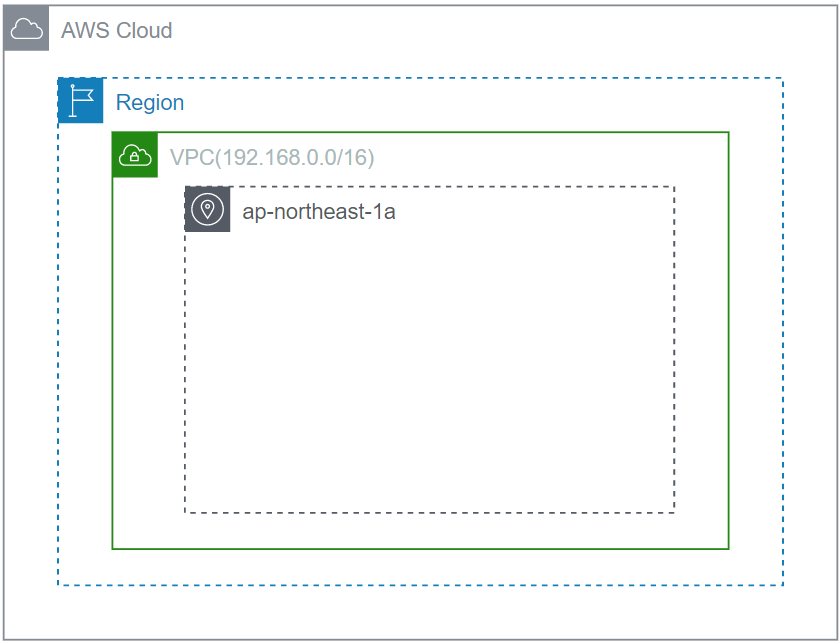 AWS Cloud
Region
VPC(192.168.0.0/16)
ap-northeast-1a